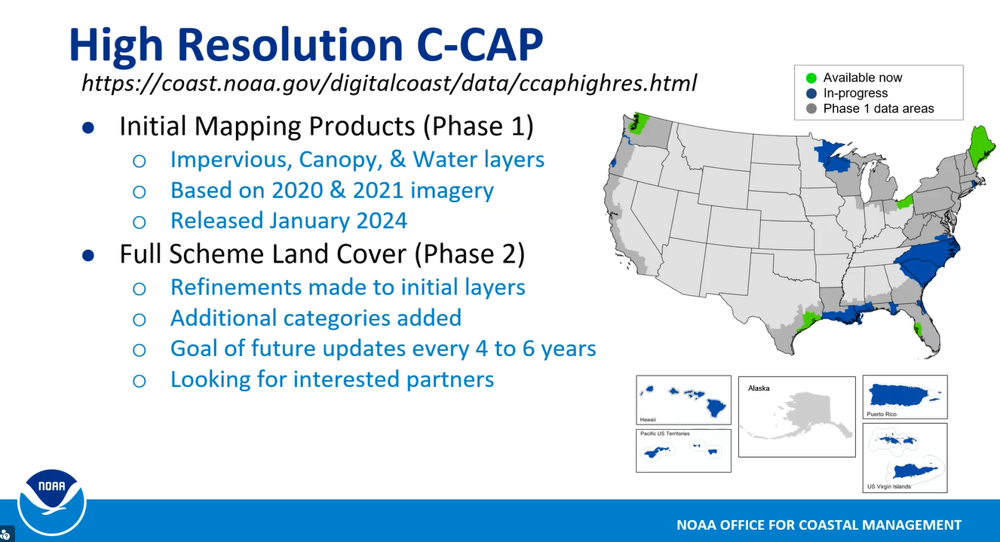 High Resolution C-CAP
https://coast.noaa.gov/digitalcoast/data/ccaphighres.html
● Initial Mapping Products (Phase 1)
○ Impervious, Canopy, & Water layers
○ Based on 2020 & 2021 imagery
○ Released January 2024
● Full Scheme Land Cover (Phase 2)
○ Refinements made to initial layers
○ Additional categories added
○ Goal of future updates every 4 to 6 years
○ Looking for interested partners
Available now
In-progress
Phase 1 data areas
Hawaii
Alaska
Puerto Rico
Pacific US Territories
US Virgin Islands
NOAA
NOAA OFFICE FOR COASTAL MANAGEMENT